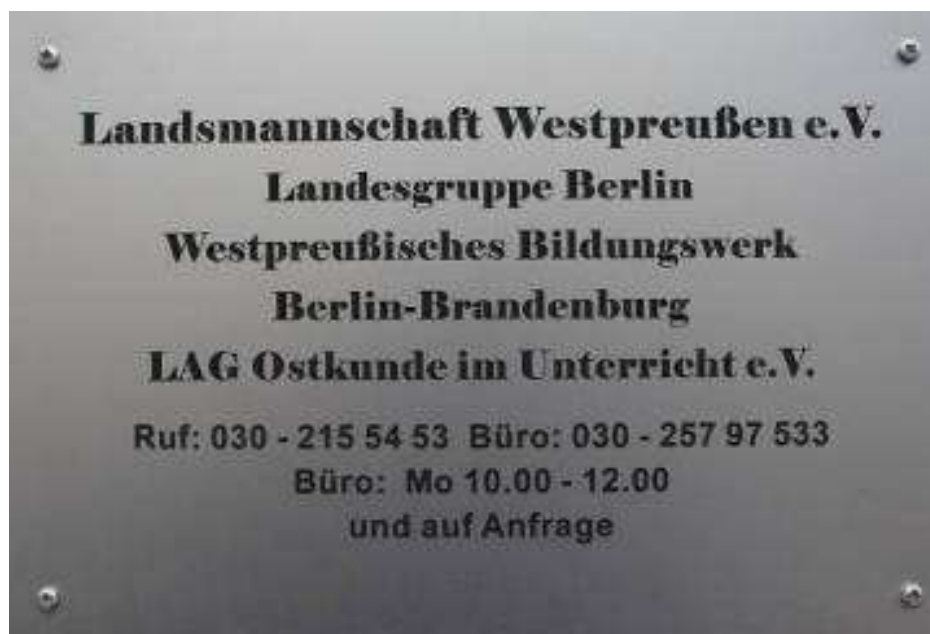 Landsmannschaft Westpreußen e.V.
Landesgruppe Berlin
Westpreußisches Bildungswerk
Berlin-Brandenburg
LAG Ostkunde im Unterricht e.V.
Ruf: 030 - 215 54 53 Büro: 030 - 257 97 533
Büro: Mo 10.00 - 12.00
und auf Anfrage